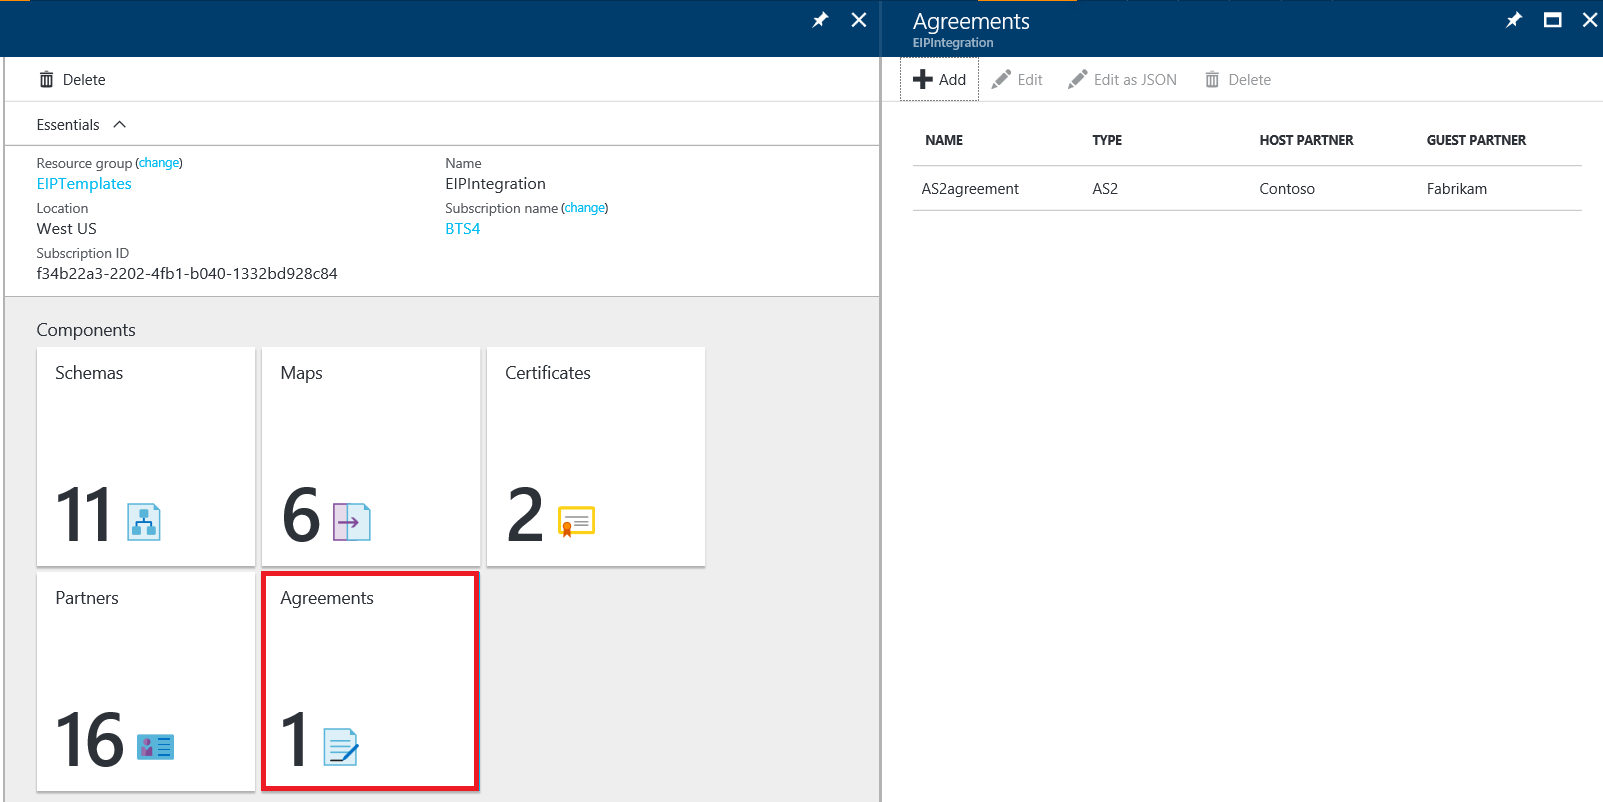 Delete
Essentials
Resource group (change)
EIPTemplates
Name
EIPIntegration
Location
West US
Subscription name (change)
BTS4
Subscription ID
f34b22a3-2202-4fb1-b040-1332bd928c84
Components
Schemas
11
Maps
6
Certificates
2
Partners
16
Agreements
1
Agreements
EIPIntegration
Add Edit Edit as JSON Delete
NAME TYPE HOST PARTNER GUEST PARTNER
AS2agreement AS2 Contoso Fabrikam